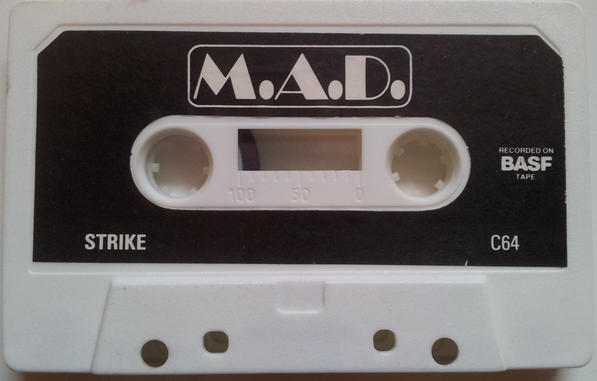 M.A.D.
RECORDED ON
BASF
TAPE
100 50 0
STRIKE
C64